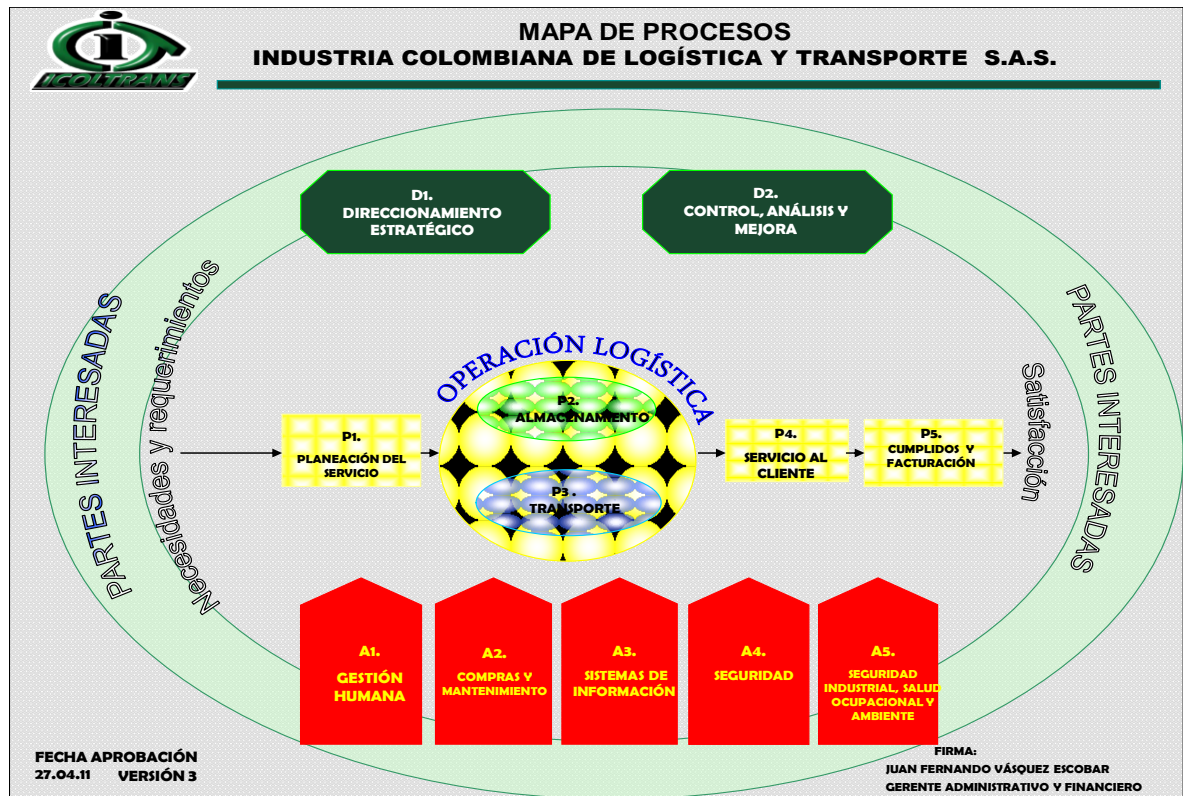 ICOLTRANS
MAPA DE PROCESOS
INDUSTRIA COLOMBIANA DE LOGÍSTICA Y TRANSPORTE S.A.S.
D1.
DIRECCIONAMIENTO
ESTRATÉGICO
D2.
CONTROL, ANÁLISIS Y
MEJORA
PARTES INTERESADAS
Necesidades y requerimientos
P1.
PLANEACIÓN DEL
SERVICIO
OPERACIÓN LOGÍSTICA
P2.
ALMACENAMIENTO
P3 .
TRANSPORTE
P4.
SERVICIO AL
CLIENTE
P5.
CUMPLIDOS Y
FACTURACIÓN
Satisfacción
PARTES INTERESADAS
A1.
GESTIÓN
HUMANA
A2.
COMPRAS Y
MANTENIMIENTO
A3.
SISTEMAS DE
INFORMACIÓN
A4.
SEGURIDAD
A5.
SEGURIDAD
INDUSTRIAL, SALUD
OCUPACIONAL Y
AMBIENTE
FECHA APROBACIÓN
27.04.11 VERSIÓN 3
FIRMA:
JUAN FERNANDO VÁSQUEZ ESCOBAR
GERENTE ADMINISTRATIVO Y FINANCIERO